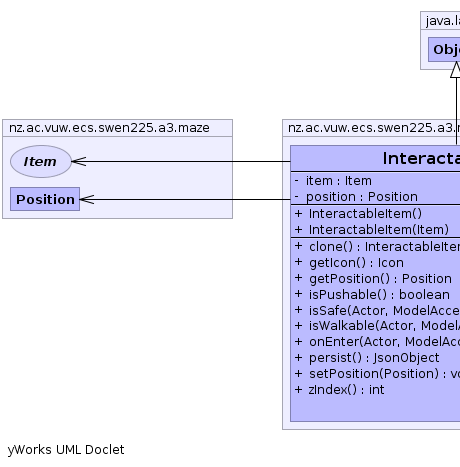 java.la
Obje
nz.ac.vuw.ecs.swen225.a3.maze
Item
Position
nz.ac.vuw.ecs.swen225.a3.m
Interacta
- item : Item
- position : Position
+ InteractableItem()
+ InteractableItem(Item)
+ clone() : InteractableItem
+ getIcon() : Icon
+ getPosition() : Position
+ isPushable() : boolean
+ isSafe(Actor, ModelAcce
+ isWalkable(Actor, Model
+ onEnter(Actor, ModelAcc
+ persist() : JsonObject
+ setPosition(Position) : vo
+ zIndex() : int
yWorks UML Doclet